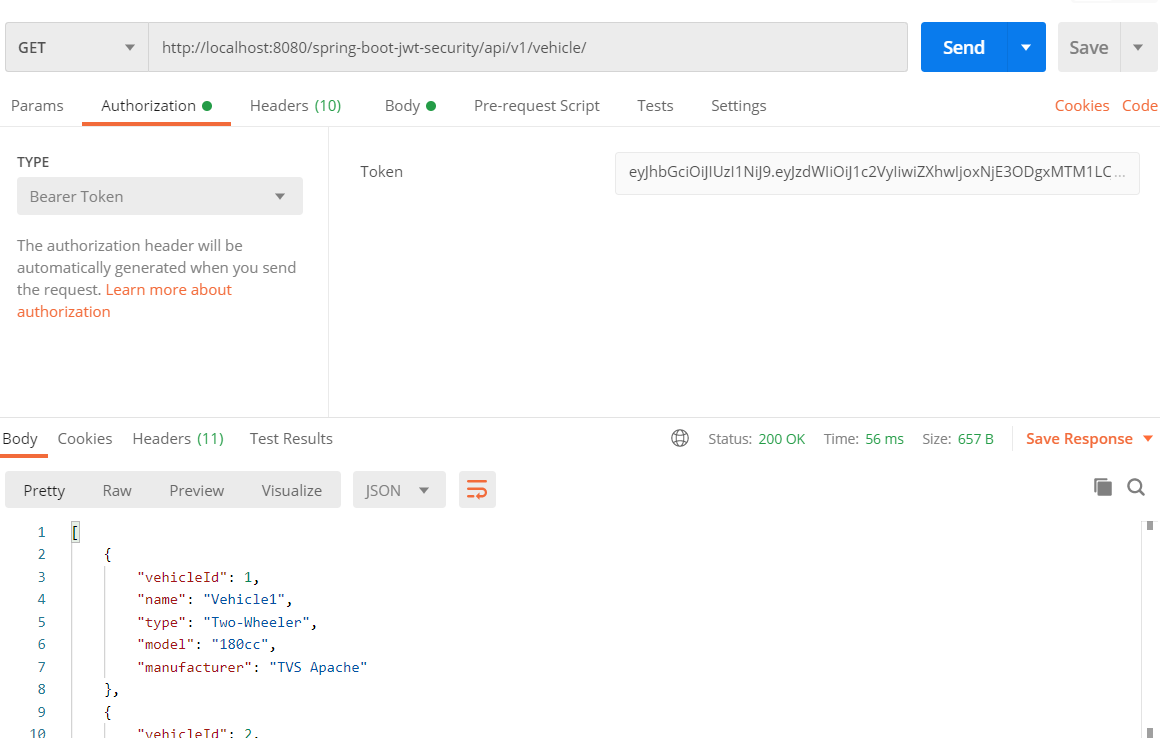 GET http://localhost:8080/spring-boot-jwt-security/api/v1/vehicle/ Send Save
Params Authorization Headers (10) Body Pre-request Script Tests Settings Cookies Code
TYPE
Bearer Token
The authorization header will be
automatically generated when you send
the request. Learn more about
authorization
Token eyJhbGciOiJIUzI1NiJ9.eyJzdWIiOiJ1c2VyIiwiZXhwIjoxNjE3ODgxMTM1LC...
Body Cookies Headers (11) Test Results Status: 200 OK Time: 56 ms Size: 657 B Save Response
Pretty Raw Preview Visualize JSON
1 [
2 {
3 "vehicleId": 1,
4 "name": "Vehicle1",
5 "type": "Two-Wheeler",
6 "model": "180cc",
7 "manufacturer": "TVS Apache"
8 },
9 {
10 "vehicleId": 2,